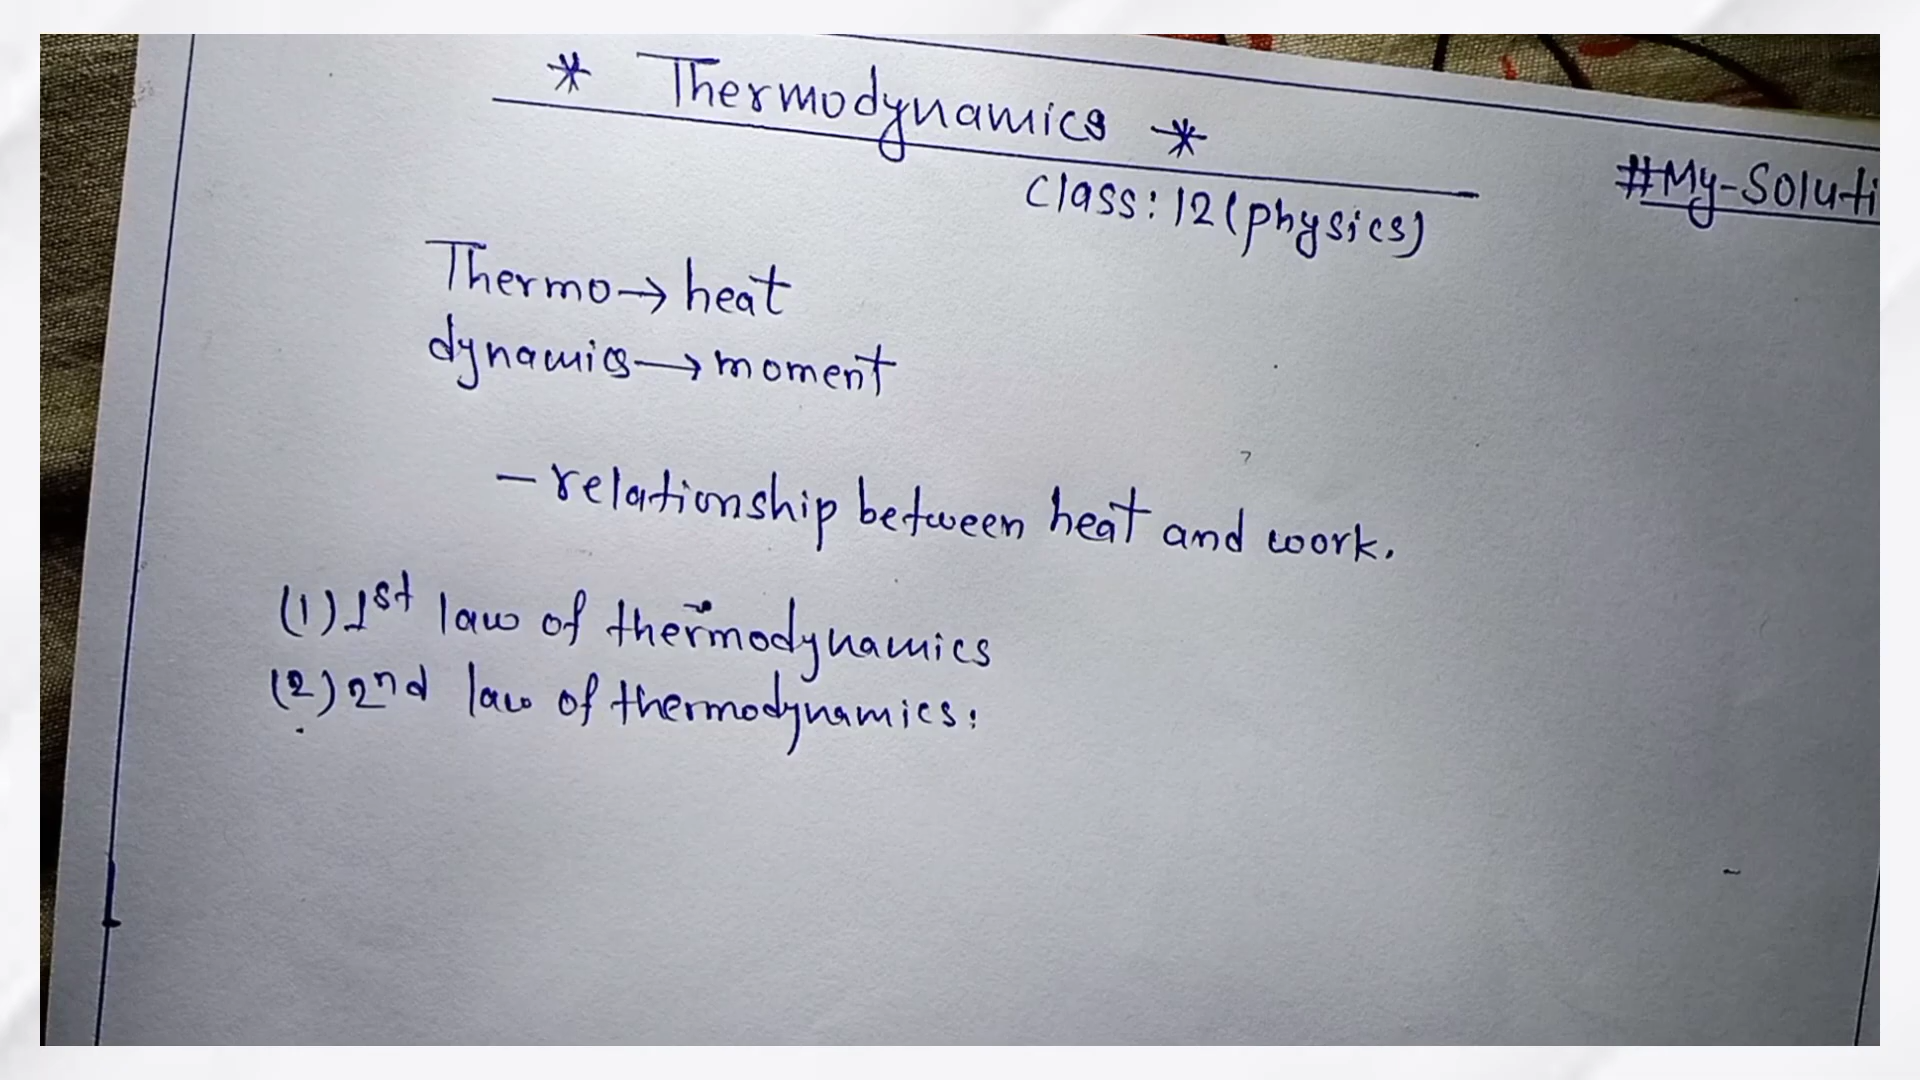 * Thermodynamics *
#My-Soluti
Class: 12 (physics)
Thermo → heat
dynamics → moment
- relationship between heat and work.
(1) 1st law of thermodynamics
(2) 2nd law of thermodynamics: